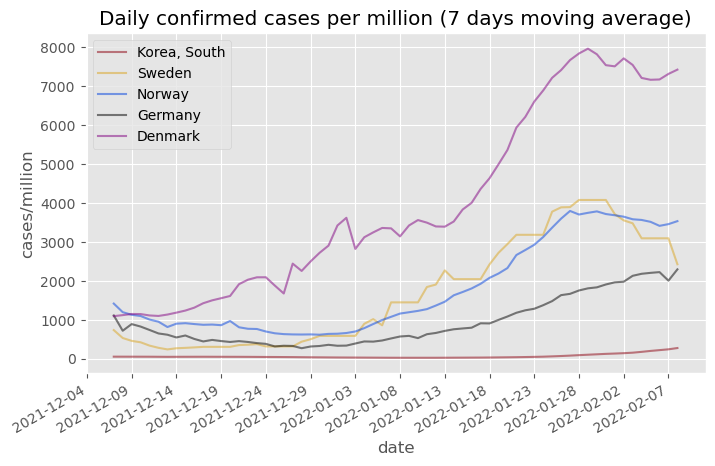 Daily confirmed cases per million (7 days moving average)
Korea, South
Sweden
Norway
Germany
Denmark
8000
7000
6000
5000
4000
3000
2000
1000
0
cases/million
2021-12-04
2021-12-09
2021-12-14
2021-12-19
2021-12-24
2021-12-29
2022-01-03
2022-01-08
2022-01-13
2022-01-18
2022-01-23
2022-01-28
2022-02-02
2022-02-07
date